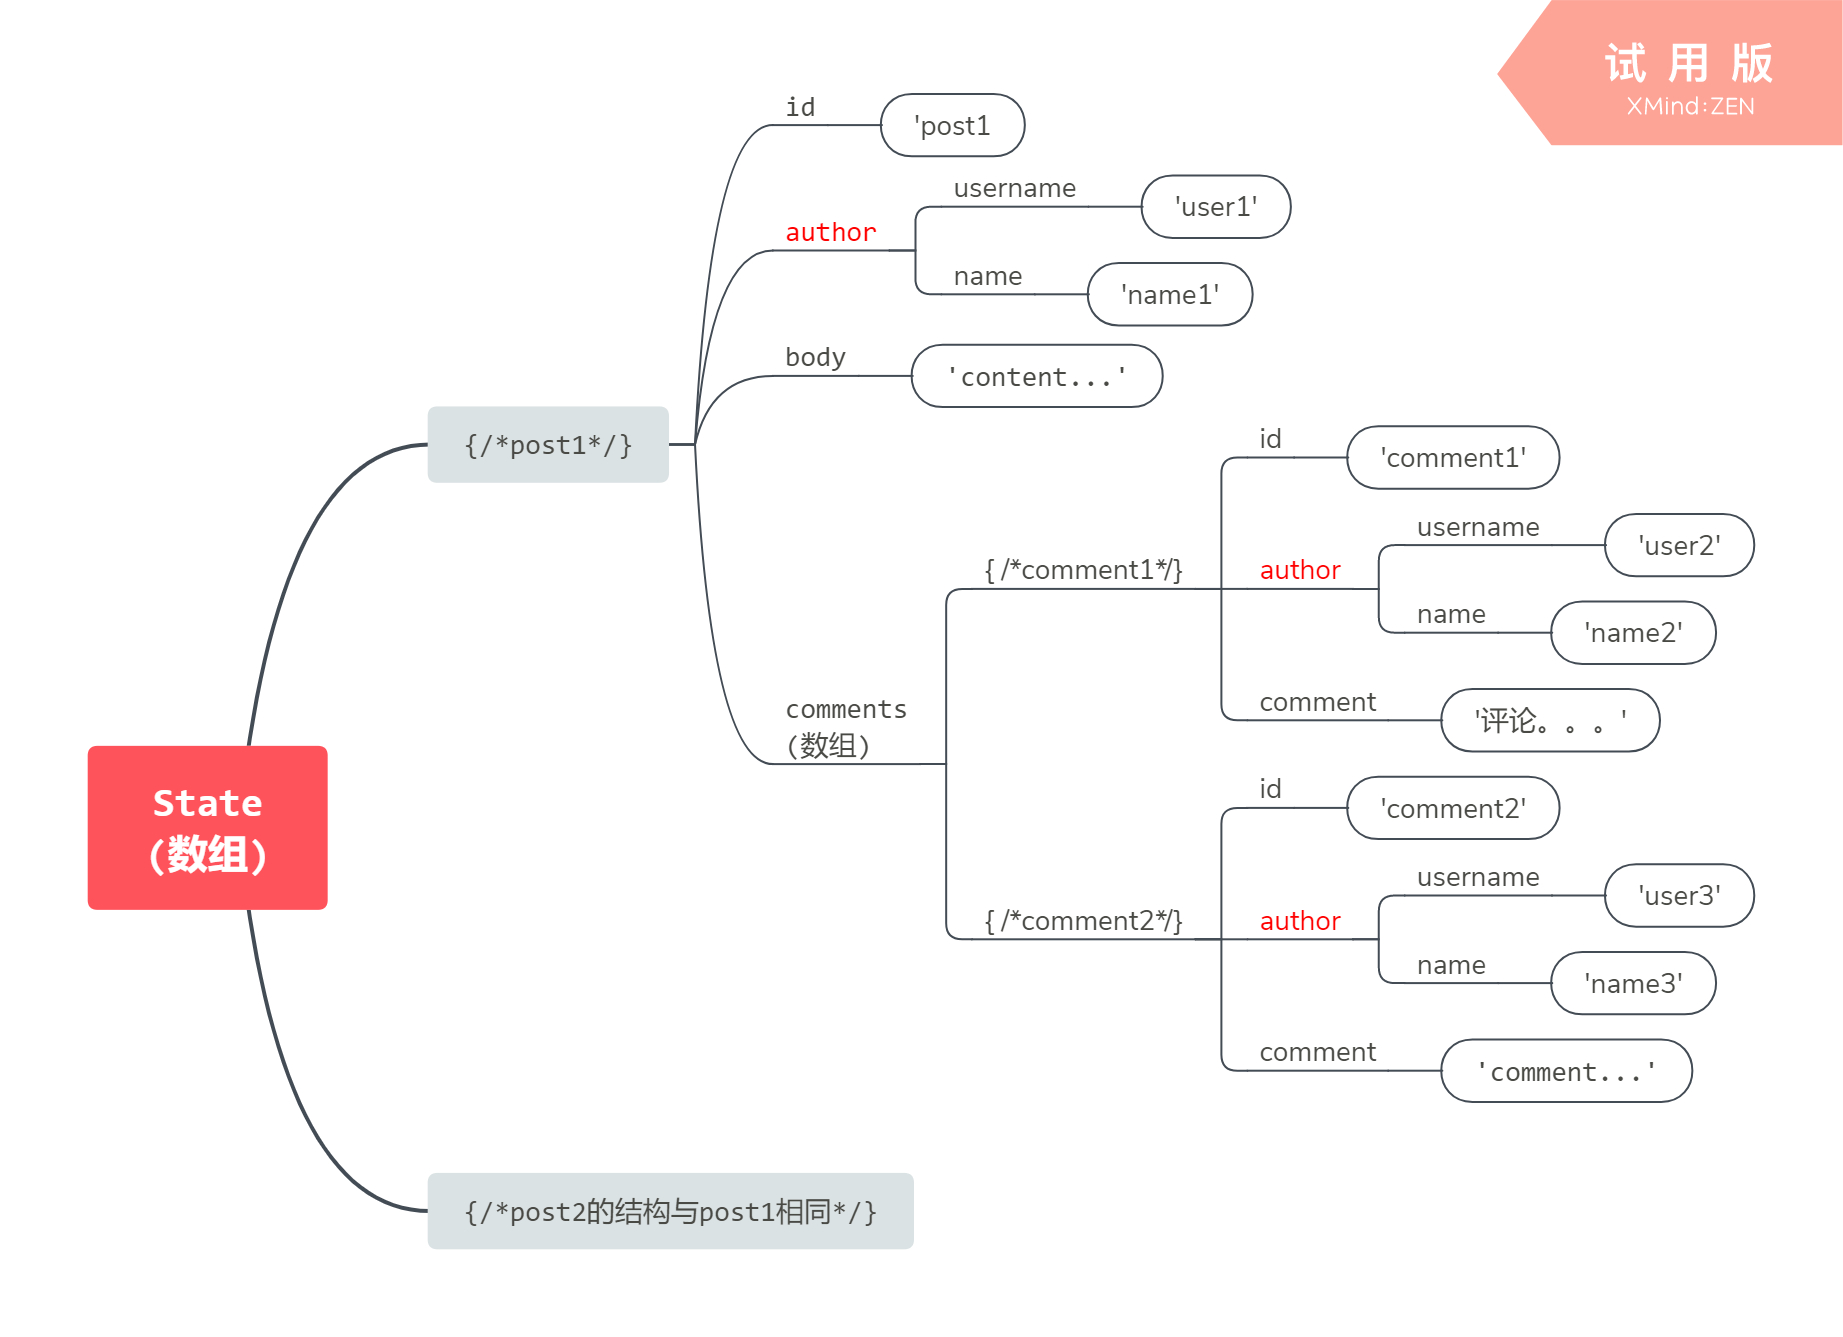 试 用 版
XMind:ZEN
id
'post1
author
username
'user1'
name
'name1'
body
'content...'
{/*post1*/}
comments
(数组)
{ /*comment1*/}
id
'comment1'
author
username
'user2'
name
'name2'
comment
'评论。。。'
{ /*comment2*/}
id
'comment2'
author
username
'user3'
name
'name3'
comment
'comment...'
State
(数组)
{/*post2的结构与post1相同*/}